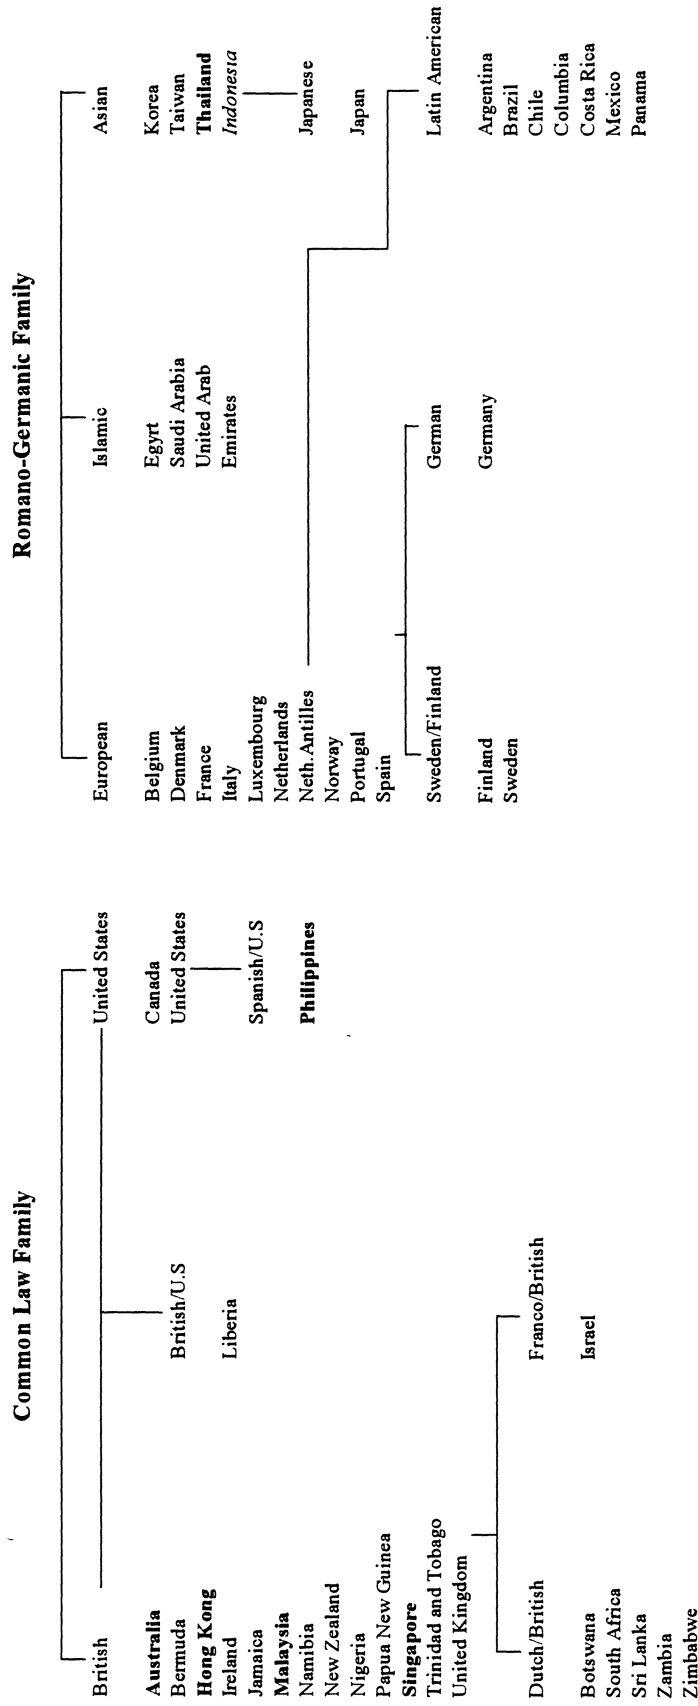 Common Law Family
British
Australia
Bermuda
Hong Kong
Ireland
Jamaica
Malaysia
Namibia
New Zealand
Nigeria
Papua New Guinea
Singapore
Trinidad and Tobago
United Kingdom
Dutch/British
Botswana
South Africa
Sri Lanka
Zambia
Zimbabwe
Franco/British
Israel
British/U.S
Liberia
United States
Canada
United States
Spanish/U.S
Philippines
Romano-Germanic Family
European
Belgium
Denmark
France
Italy
Luxembourg
Netherlands
Neth.Antilles
Norway
Portugal
Spain
Sweden/Finland
Finland
Sweden
German
Germany
Islamic
Egyrt
Saudi Arabia
United Arab
Emirates
Asian
Korea
Taiwan
Thailand
Indonesia
Japanese
Japan
Latin American
Argentina
Brazil
Chile
Columbia
Costa Rica
Mexico
Panama